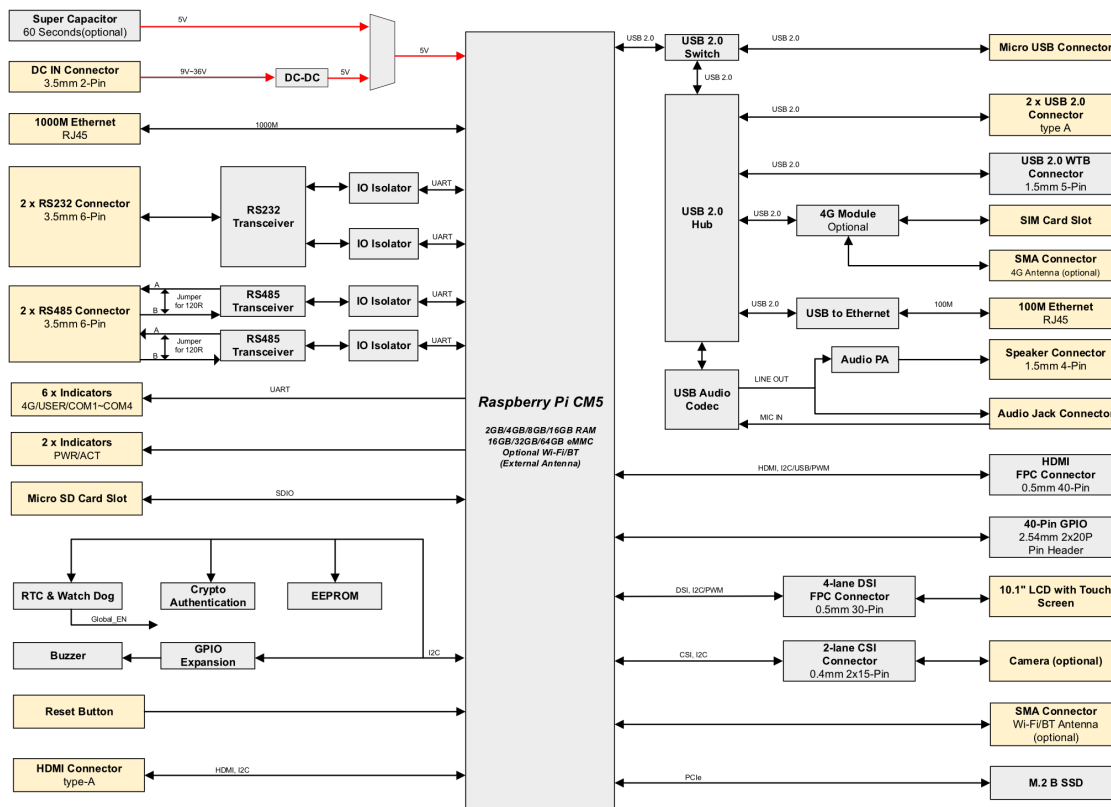 Super Capacitor
60 Seconds(optional)
5V
DC IN Connector
3.5mm 2-Pin
9V~36V
DC-DC
5V
5V
1000M Ethernet
RJ45
1000M
2 x RS232 Connector
3.5mm 6-Pin
RS232
Transceiver
IO Isolator
UART
IO Isolator
UART
2 x RS485 Connector
3.5mm 6-Pin
A
Jumper
for 120R
B
RS485
Transceiver
IO Isolator
UART
A
Jumper
for 120R
B
RS485
Transceiver
IO Isolator
UART
6 x Indicators
4G/USER/COM1~COM4
UART
2 x Indicators
PWR/ACT
Micro SD Card Slot
SDIO
RTC & Watch Dog
Crypto
Authentication
EEPROM
Global_EN
Buzzer
GPIO
Expansion
I2C
Reset Button
HDMI Connector
type-A
HDMI, I2C
Raspberry Pi CM5
2GB/4GB/8GB/16GB RAM
16GB/32GB/64GB eMMC
Optional Wi-Fi/BT
(External Antenna)
USB 2.0
USB 2.0
Switch
USB 2.0
Micro USB Connector
USB 2.0
USB 2.0
Hub
USB 2.0
2 x USB 2.0
Connector
type A
USB 2.0
USB 2.0 WTB
Connector
1.5mm 5-Pin
USB 2.0
4G Module
Optional
SIM Card Slot
SMA Connector
4G Antenna (optional)
USB 2.0
USB to Ethernet
100M
100M Ethernet
RJ45
USB Audio
Codec
LINE OUT
Audio PA
Speaker Connector
1.5mm 4-Pin
MIC IN
Audio Jack Connector
HDMI, I2C/USB/PWM
HDMI
FPC Connector
0.5mm 40-Pin
40-Pin GPIO
2.54mm 2x20P
Pin Header
DSI, I2C/PWM
4-lane DSI
FPC Connector
0.5mm 30-Pin
10.1" LCD with Touch
Screen
CSI, I2C
2-lane CSI
Connector
0.4mm 2x15-Pin
Camera (optional)
SMA Connector
Wi-Fi/BT Antenna
(optional)
PCIe
M.2 B SSD